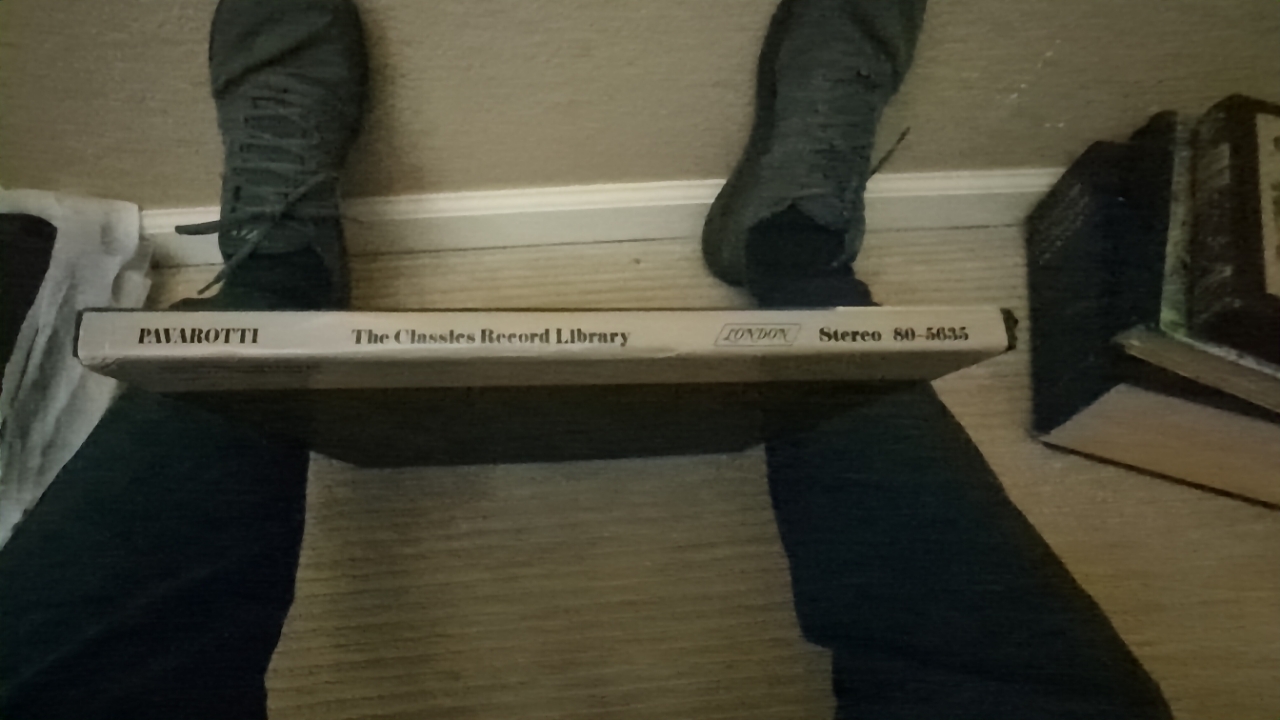 PAVAROTTI The Classics Record Library LONDON Stereo 80-5635